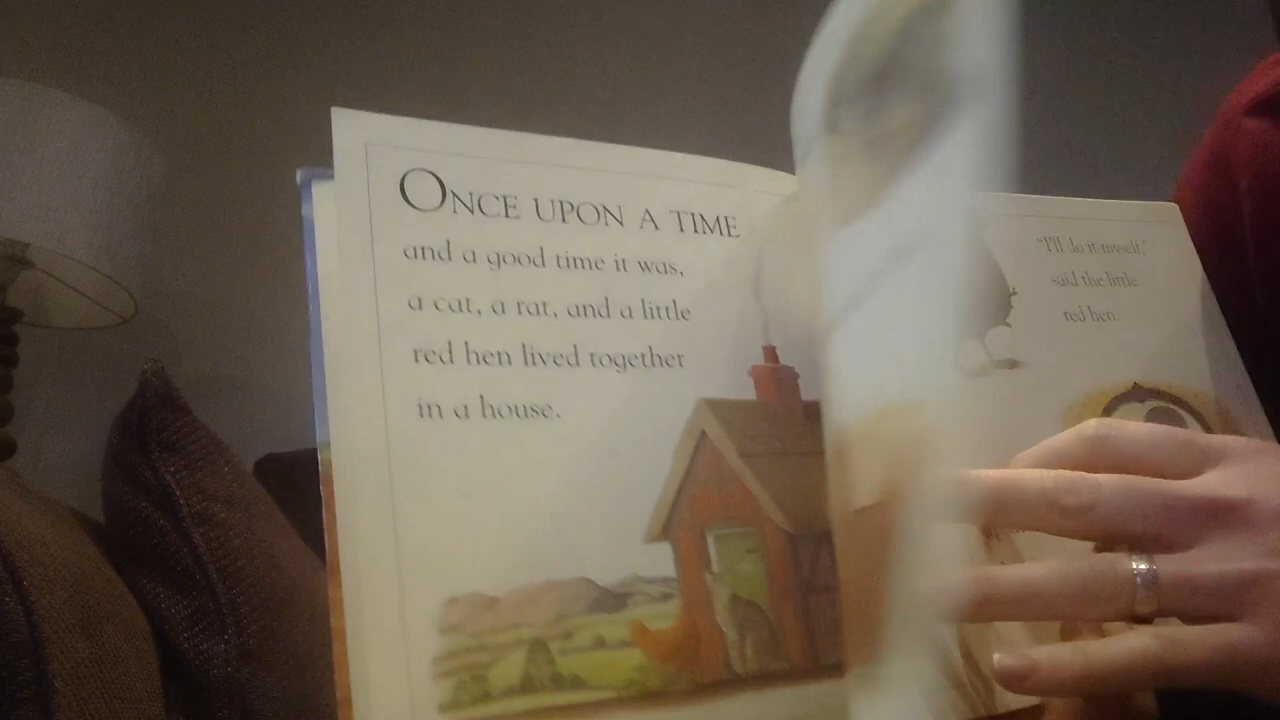 ONCE UPON A TIME
and a good time it was,
a cat, a rat, and a little
red hen lived together
in a house.
"I'll do it myself,"
said the little
red hen.